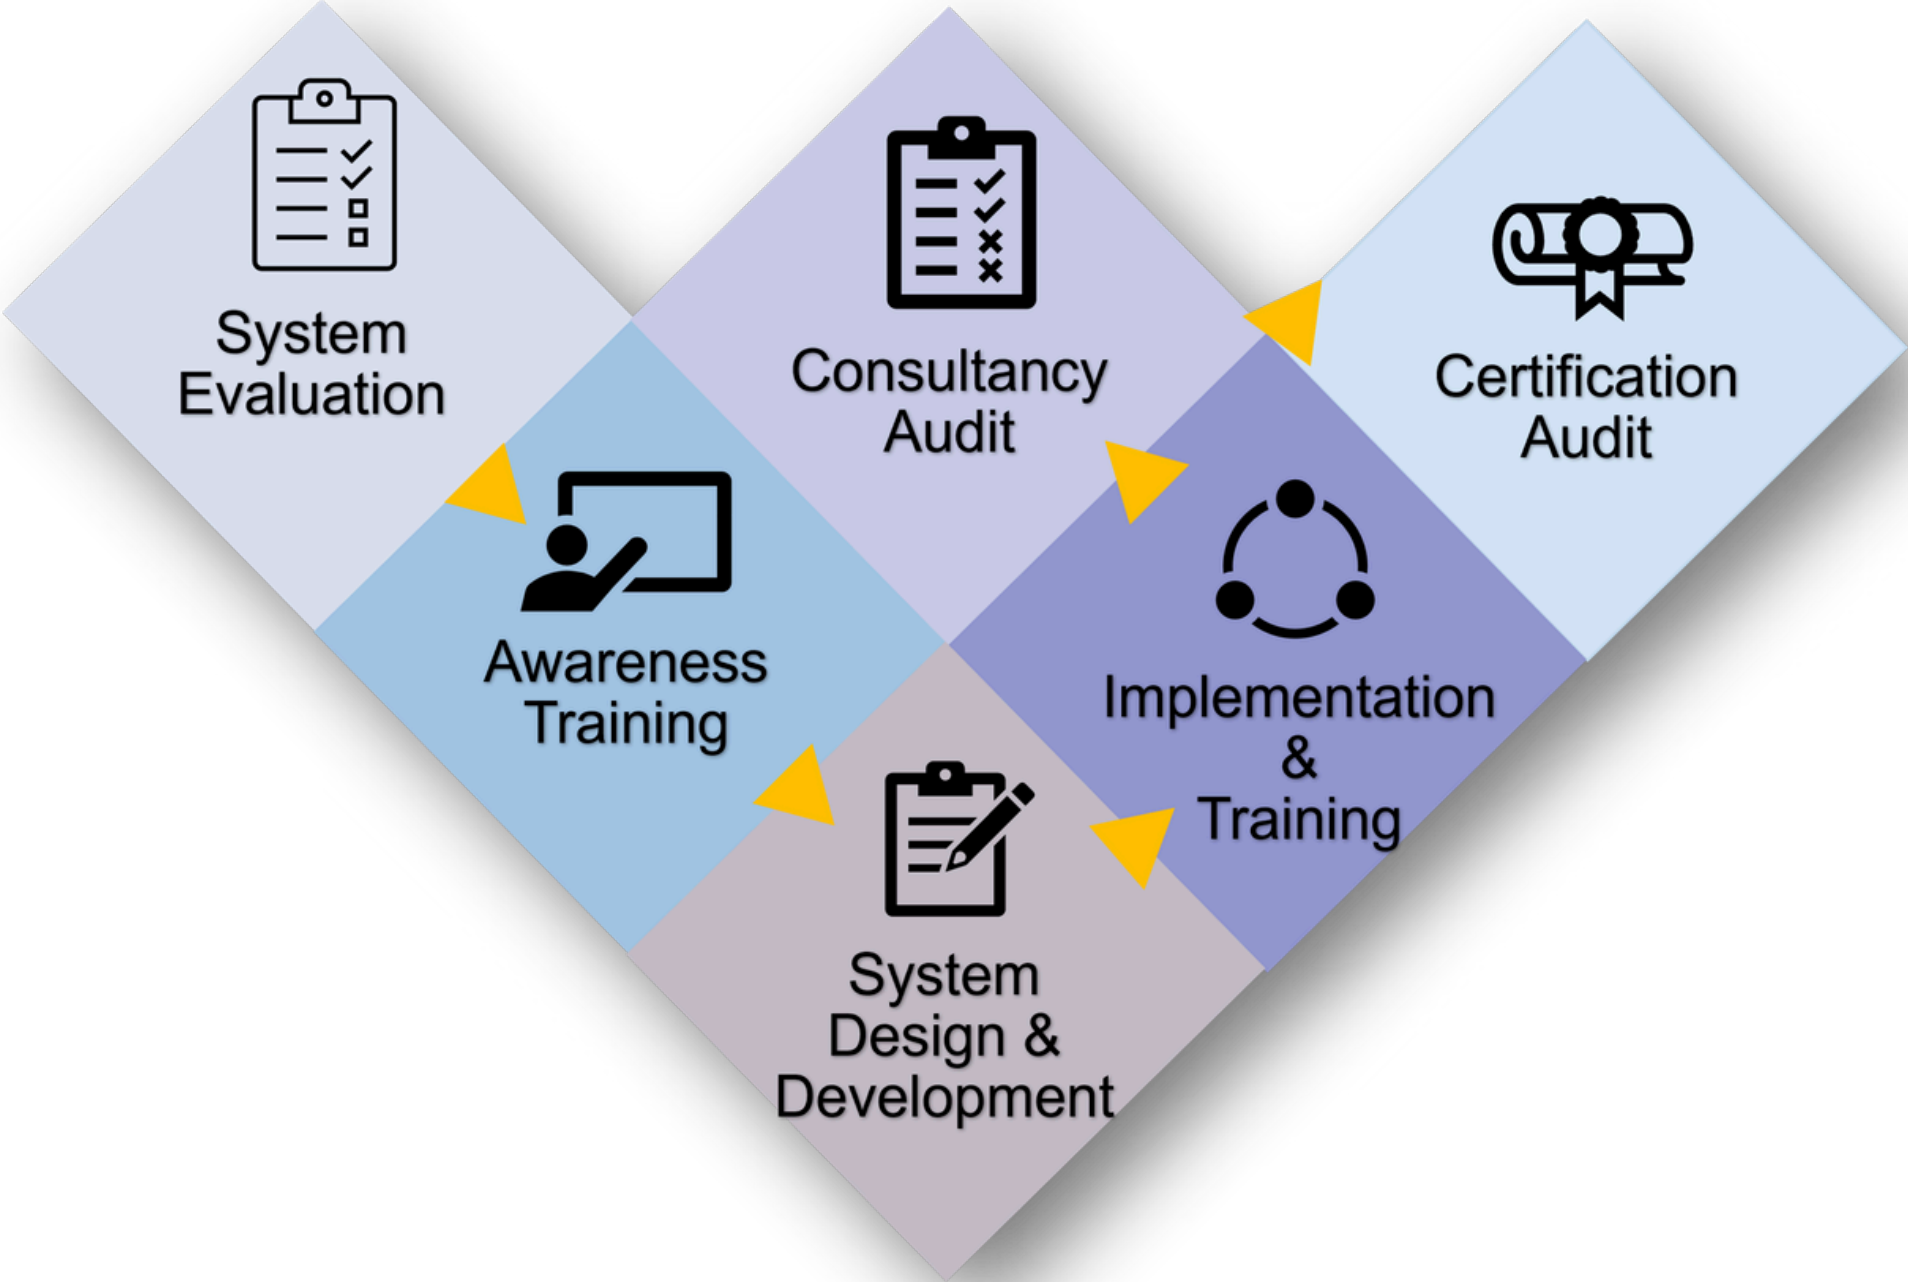 System
Evaluation
Consultancy
Audit
Certification
Audit
Awareness
Training
Implementation
&
Training
System
Design &
Development